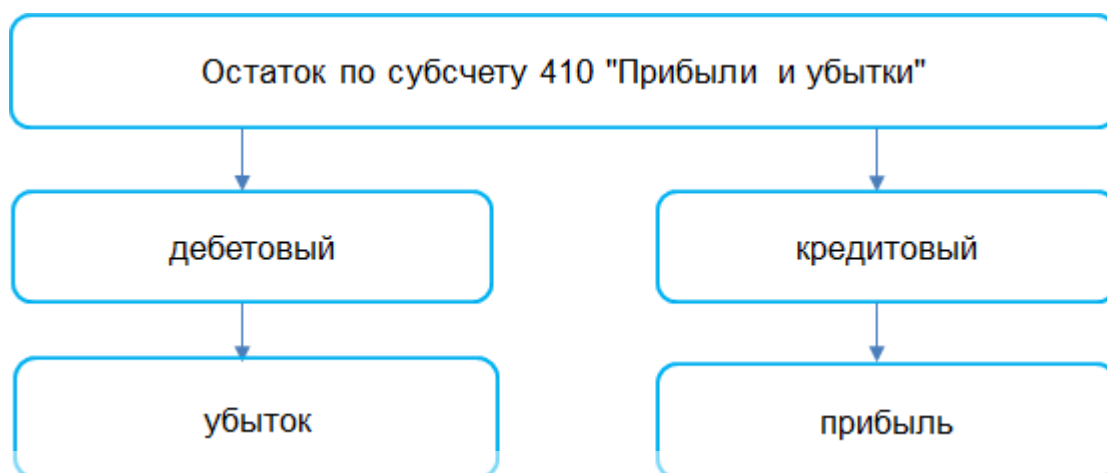 Остаток по субсчету 410 "Прибыли и убытки"
дебетовый
кредитовый
убыток
прибыль